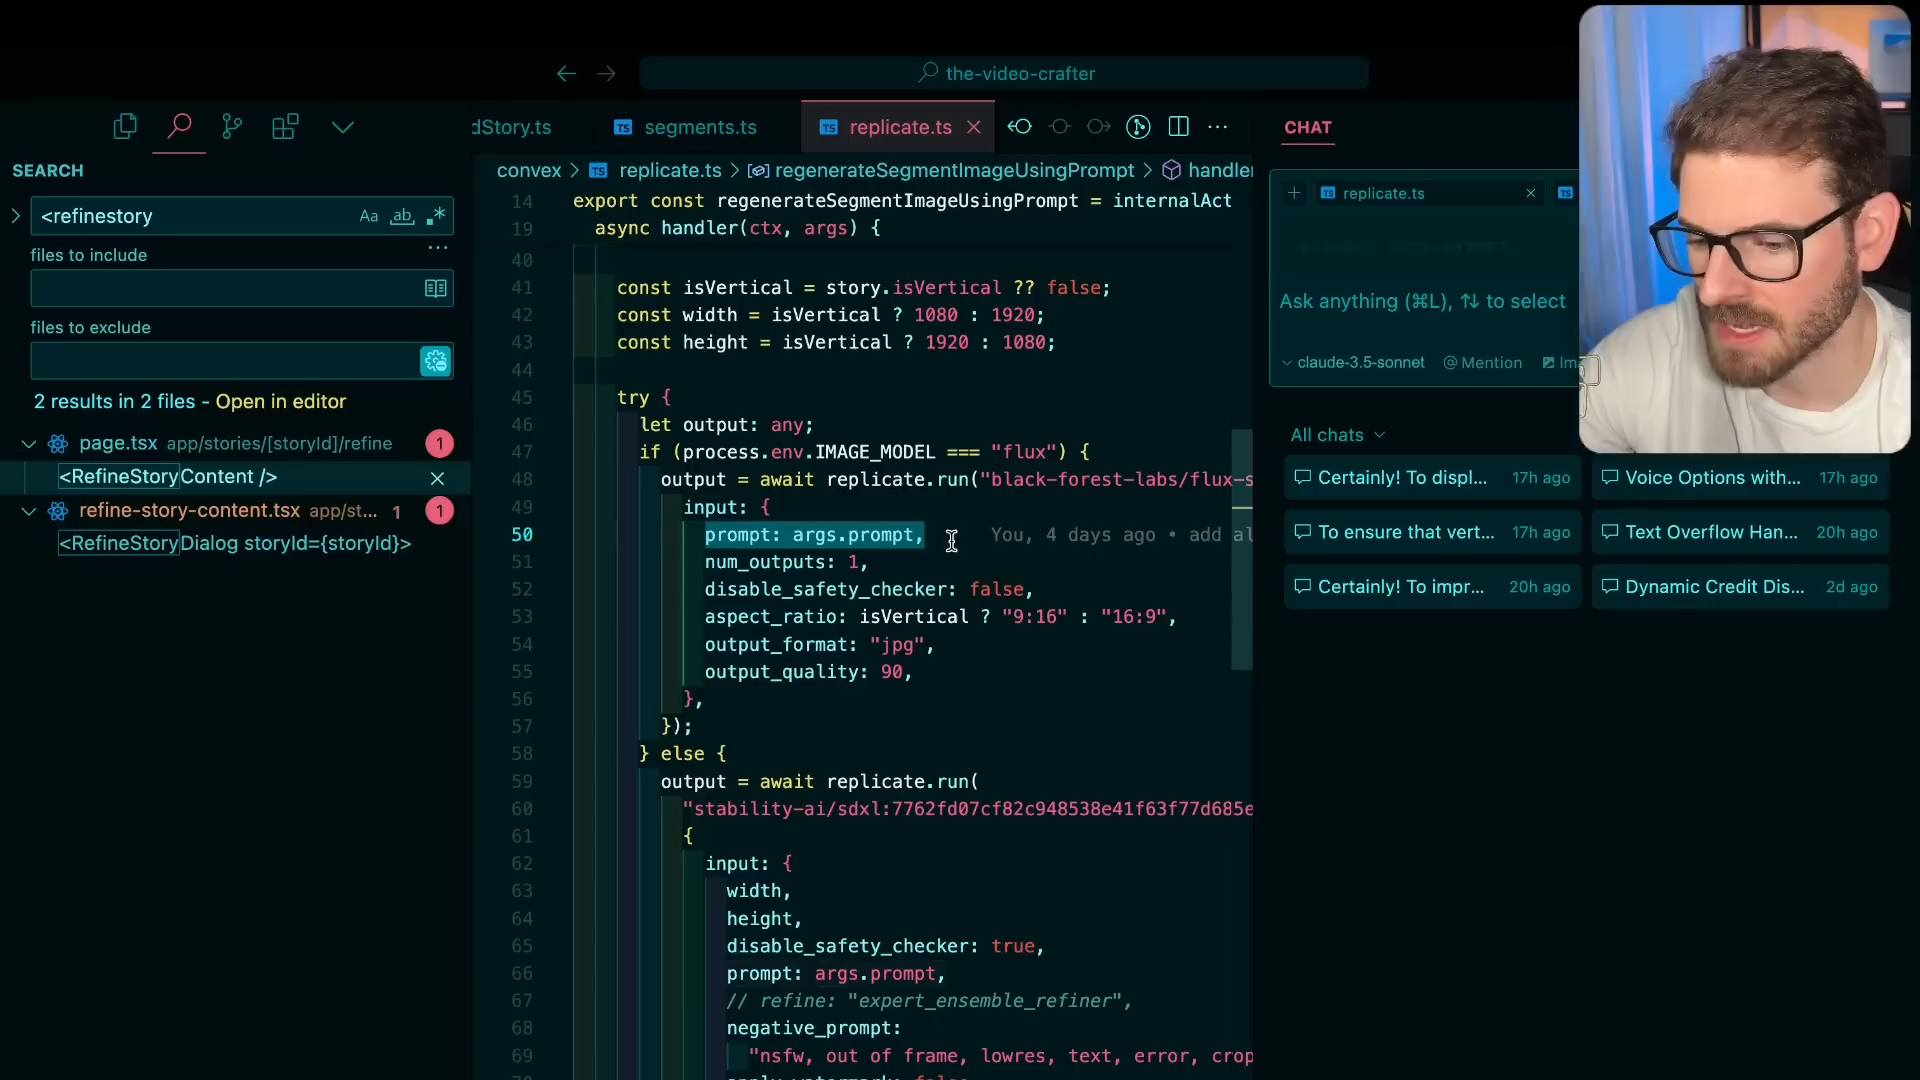 the-video-crafter
SEARCH
<refinestory
Aa
ab
files to include
files to exclude
2 results in 2 files - Open in editor
page.tsx app/stories/[storyId]/refine 1
<RefineStoryContent />
refine-story-content.tsx app/st... 1 1
<RefineStoryDialog storyId={storyId}>
dStory.ts
TS segments.ts
TS replicate.ts
convex > TS replicate.ts > regenerateSegmentImageUsingPrompt > handler
14 export const regenerateSegmentImageUsingPrompt = internalAct
19 async handler(ctx, args) {
40
41 const isVertical = story.isVertical ?? false;
42 const width = isVertical ? 1080 : 1920;
43 const height = isVertical ? 1920 : 1080;
44
45 try {
46 let output: any;
47 if (process.env.IMAGE_MODEL === "flux") {
48 output = await replicate.run("black-forest-labs/flux-s
49 input: {
50 prompt: args.prompt, You, 4 days ago • add al
51 num_outputs: 1,
52 disable_safety_checker: false,
53 aspect_ratio: isVertical ? "9:16" : "16:9",
54 output_format: "jpg",
55 output_quality: 90,
56 },
57 });
58 } else {
59 output = await replicate.run(
60 "stability-ai/sdxl:7762fd07cf82c948538e41f63f77d685e
61 {
62 input: {
63 width,
64 height,
65 disable_safety_checker: true,
66 prompt: args.prompt,
67 // refine: "expert_ensemble_refiner",
68 negative_prompt:
69 "nsfw, out of frame, lowres, text, error, crop
CHAT
TS replicate.ts
TS
Ask anything (⌘L), ↑↓ to select
claude-3.5-sonnet @ Mention Im
All chats
Certainly! To displ... 17h ago
Voice Options with... 17h ago
To ensure that vert... 17h ago
Text Overflow Han... 20h ago
Certainly! To impr... 20h ago
Dynamic Credit Dis... 2d ago